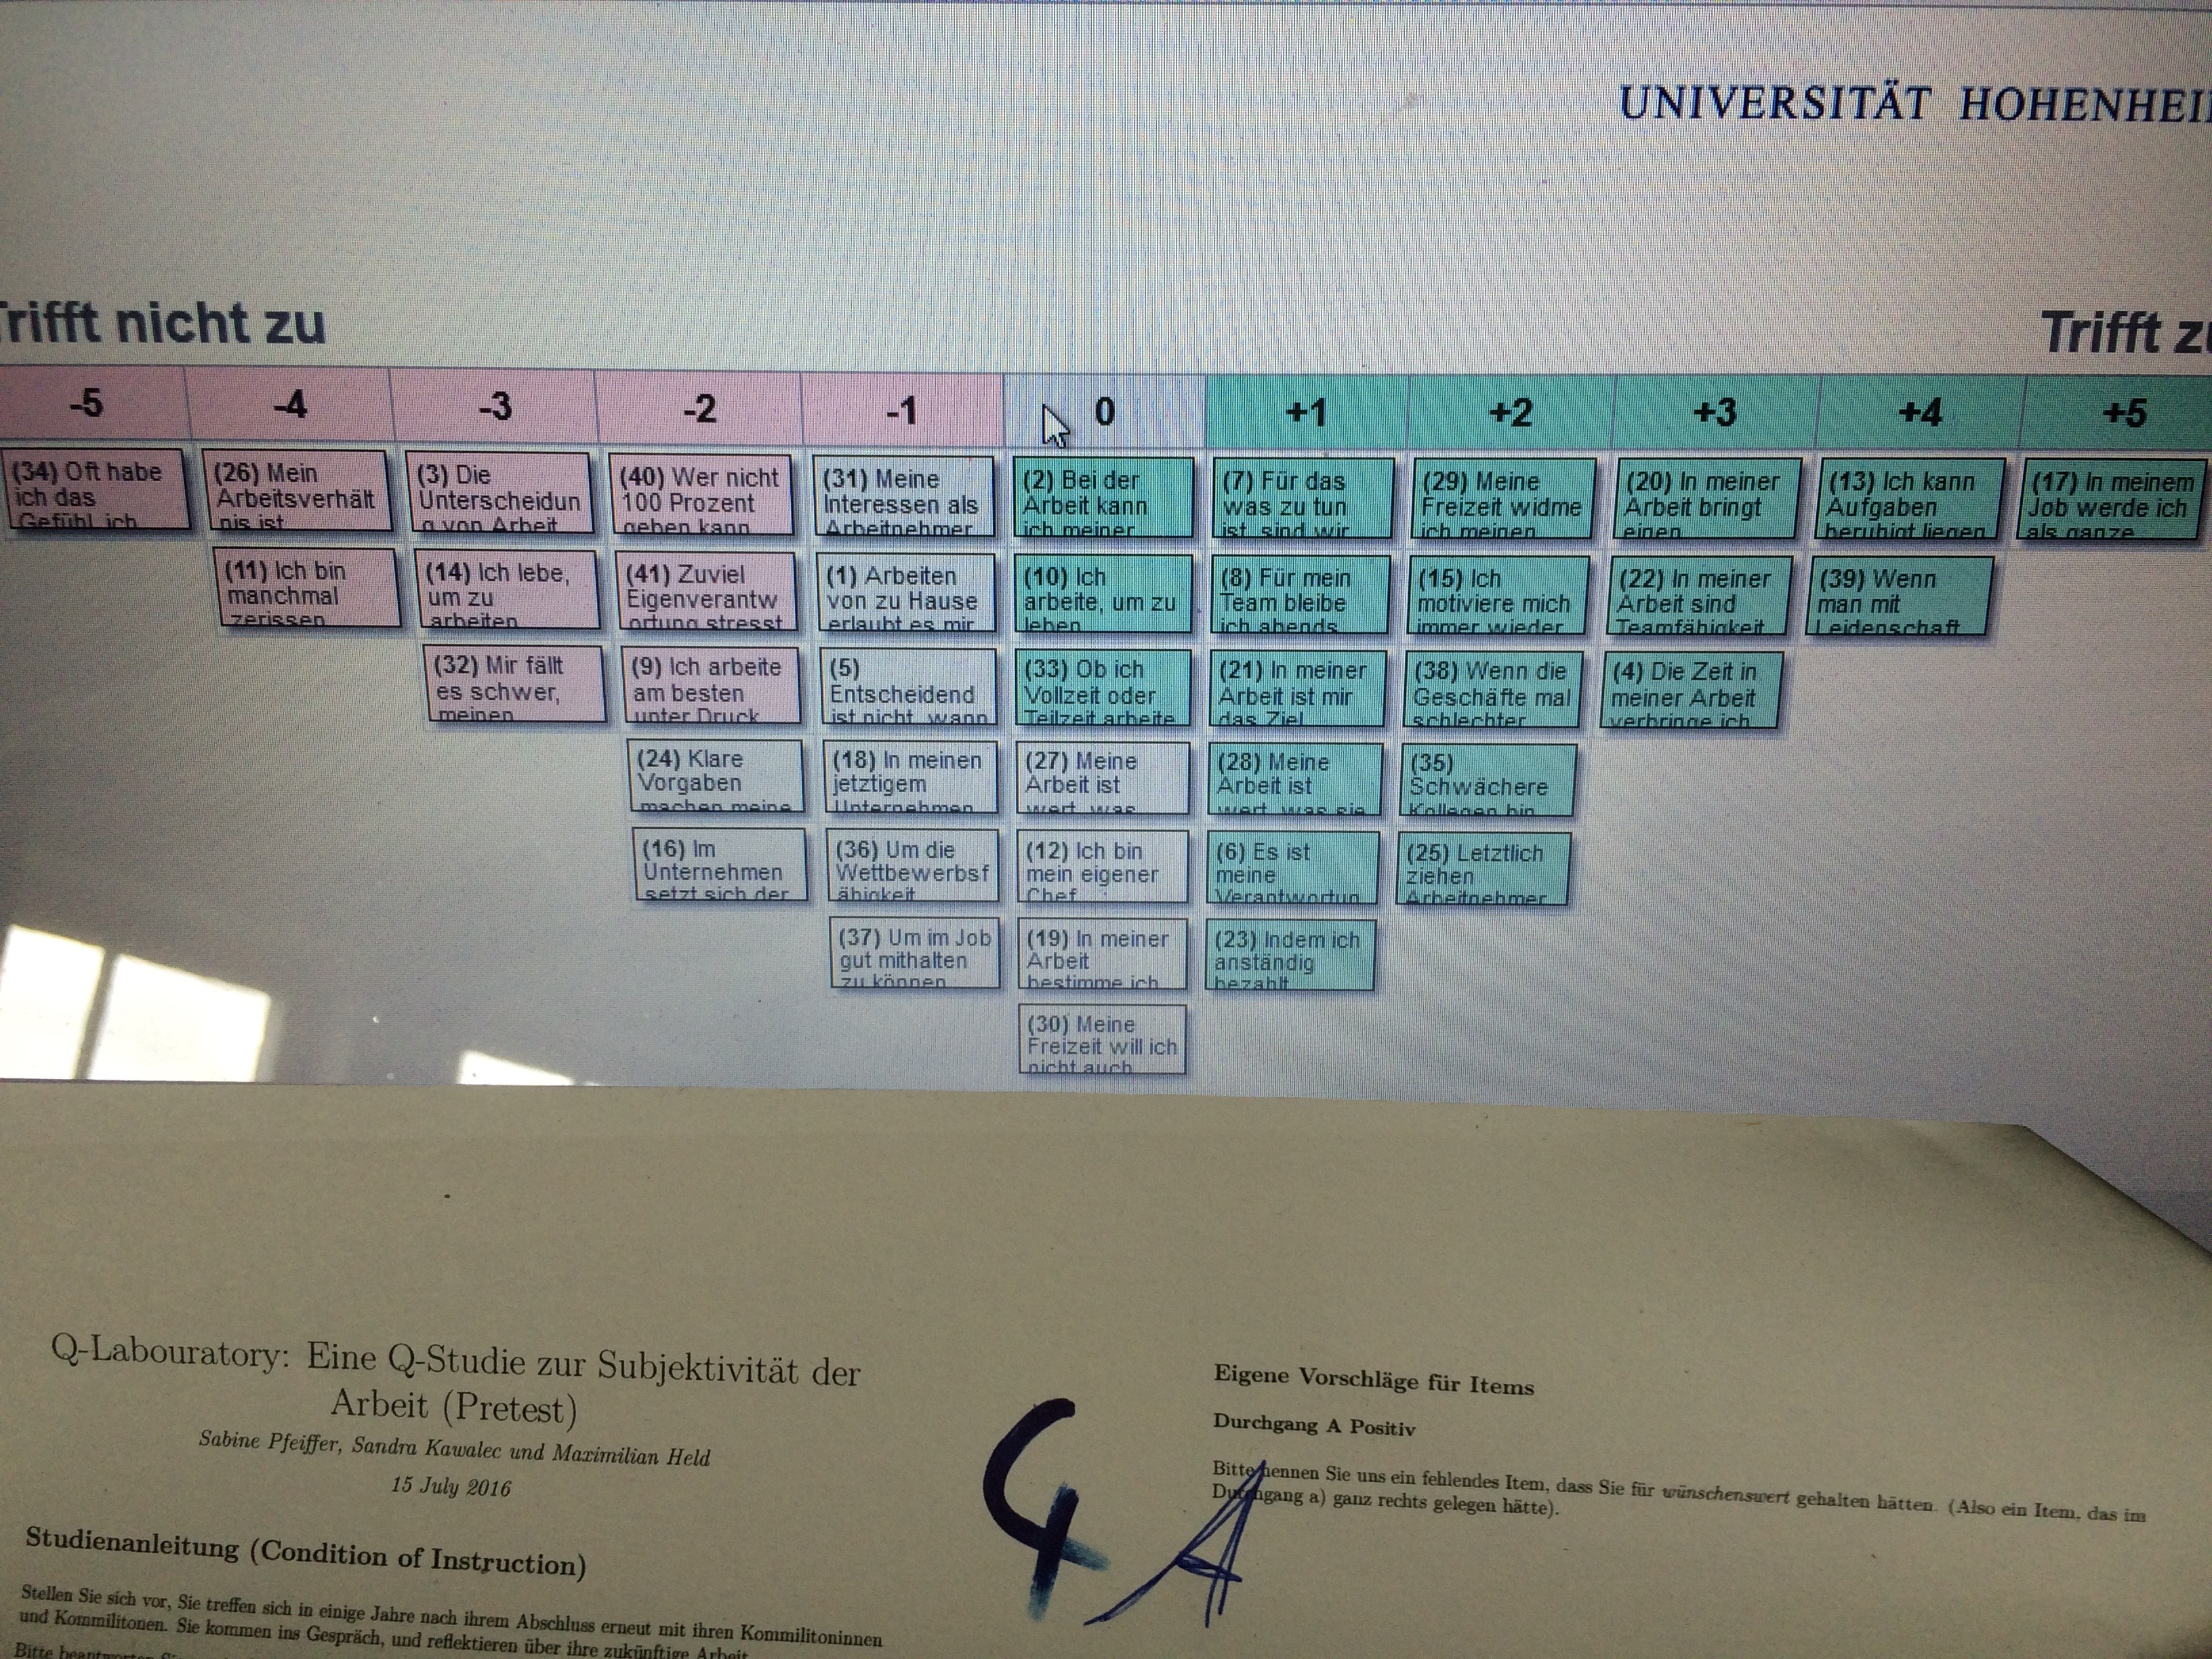 UNIVERSITÄT HOHENHEI
rifft nicht zu
Trifft zu
-5
-4
-3
-2
-1
0
+1
+2
+3
+4
+5
(34) Oft habe
ich das
Gefühl ich
(26) Mein
Arbeitsverhält
nis ist
(3) Die
Unterscheidun
g von Arbeit
(40) Wer nicht
100 Prozent
geben kann
(31) Meine
Interessen als
Arbeitnehmer
(2) Bei der
Arbeit kann
ich meiner
(7) Für das
was zu tun
ist, sind wir
(29) Meine
Freizeit widme
ich meinen
(20) In meiner
Arbeit bringt
einen
(13) Ich kann
Aufgaben
beruhigt liegen
(17) In meinem
Job werde ich
als ganze
(11) Ich bin
manchmal
zerissen
(14) Ich lebe,
um zu
arbeiten
(41) Zuviel
Eigenverantw
ortung stresst
(1) Arbeiten
von zu Hause
erlaubt es mir
(10) Ich
arbeite, um zu
leben
(8) Für mein
Team bleibe
ich abends
(15) Ich
motiviere mich
immer wieder
(22) In meiner
Arbeit sind
Teamfähigkeit
(39) Wenn
man mit
Leidenschaft
(32) Mir fällt
es schwer,
meinen
(9) Ich arbeite
am besten
unter Druck
(5)
Entscheidend
ist nicht, wann
(33) Ob ich
Vollzeit oder
Teilzeit arbeite
(21) In meiner
Arbeit ist mir
das Ziel
(38) Wenn die
Geschäfte mal
schlechter
(4) Die Zeit in
meiner Arbeit
verbringe ich
(24) Klare
Vorgaben
machen meine
(18) In meinen
jetztigem
Unternehmen
(27) Meine
Arbeit ist
wert, was
(28) Meine
Arbeit ist
wert, was sie
(35)
Schwächere
Kollegen bin
(16) Im
Unternehmen
setzt sich der
(36) Um die
Wettbewerbsf
ähigkeit
(12) Ich bin
mein eigener
Chef
(6) Es ist
meine
Verantwortun
(25) Letztlich
ziehen
Arbeitnehmer
(37) Um im Job
gut mithalten
zu können
(19) In meiner
Arbeit
bestimme ich
(23) Indem ich
anständig
bezahlt
(30) Meine
Freizeit will ich
nicht auch
Q-Labouratory: Eine Q-Studie zur Subjektivität der
Arbeit (Pretest)
Sabine Pfeiffer, Sandra Kawalec und Maximilian Held
15 July 2016
Studienanleitung (Condition of Instruction)
Stellen Sie sich vor, Sie treffen sich in einige Jahre nach ihrem Abschluss erneut mit ihren Kommilitoninnen
und Kommilitonen. Sie kommen ins Gespräch, und reflektieren über ihre zukünftige Arbeit.
Bitte
4 A
Eigene Vorschläge für Items
Durchgang A Positiv
Bitte nennen Sie uns ein fehlendes Item, dass Sie für wünschenswert gehalten hätten. (Also ein Item, das im
Durchgang a) ganz rechts gelegen hätte).